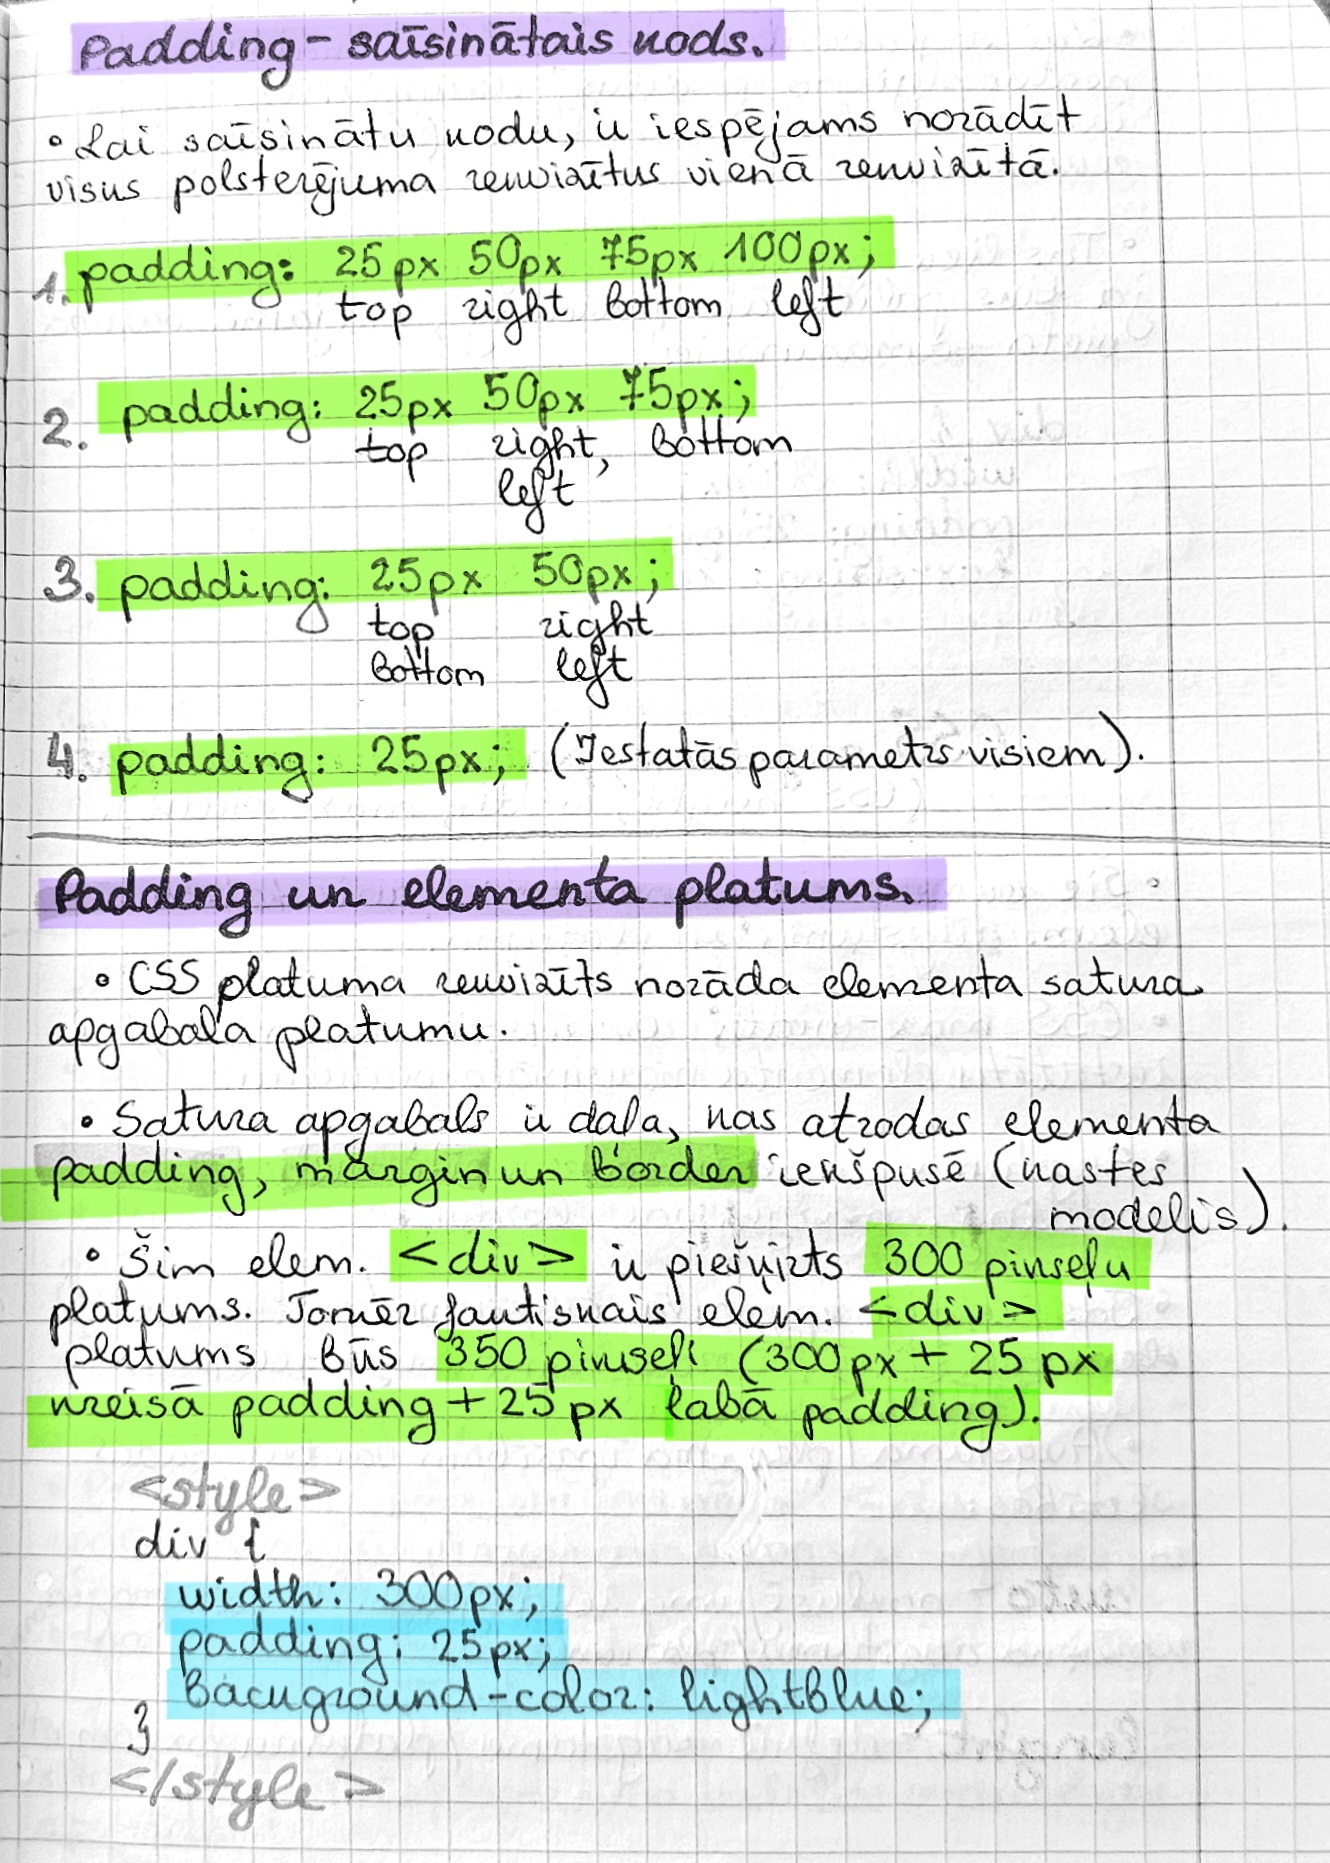 Padding - saīsinātais kods.
• Lai saīsinātu kodu, ir iespējams norādīt
visus polsterējuma rekvizītus vienā rekvizītā.
1. padding: 25px 50px 75px 100px;
top right bottom left
2. padding: 25px 50px 75px;
top right, bottom
left
3. padding: 25px 50px;
top right
bottom left
4. padding: 25px; (Iestatās parametrs visiem).
Padding un elementa platums.
• CSS platuma rekvizīts norāda elementa satura
apgabala platumu.
• Satura apgabals ir daļa, kas atrodas elementa
padding, margin un border iekšpusē (kastes
modelis).
• Šim elem. <div> ir piešķirts 300 pikseļu
platums. Tomēr faktiskais elem. <div>
platums būs 350 pikseļi (300px + 25 px
kreisā padding + 25 px labā padding).
<style>
div {
width: 300px;
padding: 25px;
background-color: lightblue;
}
</style>